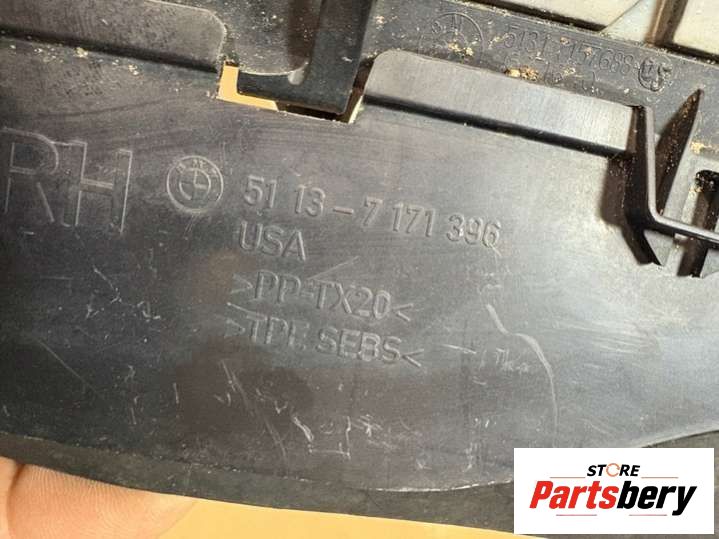 RH 51 13 - 7 171 396
USA
>PP-TX20<
>TPE SEBS<
STORE
Partsbery